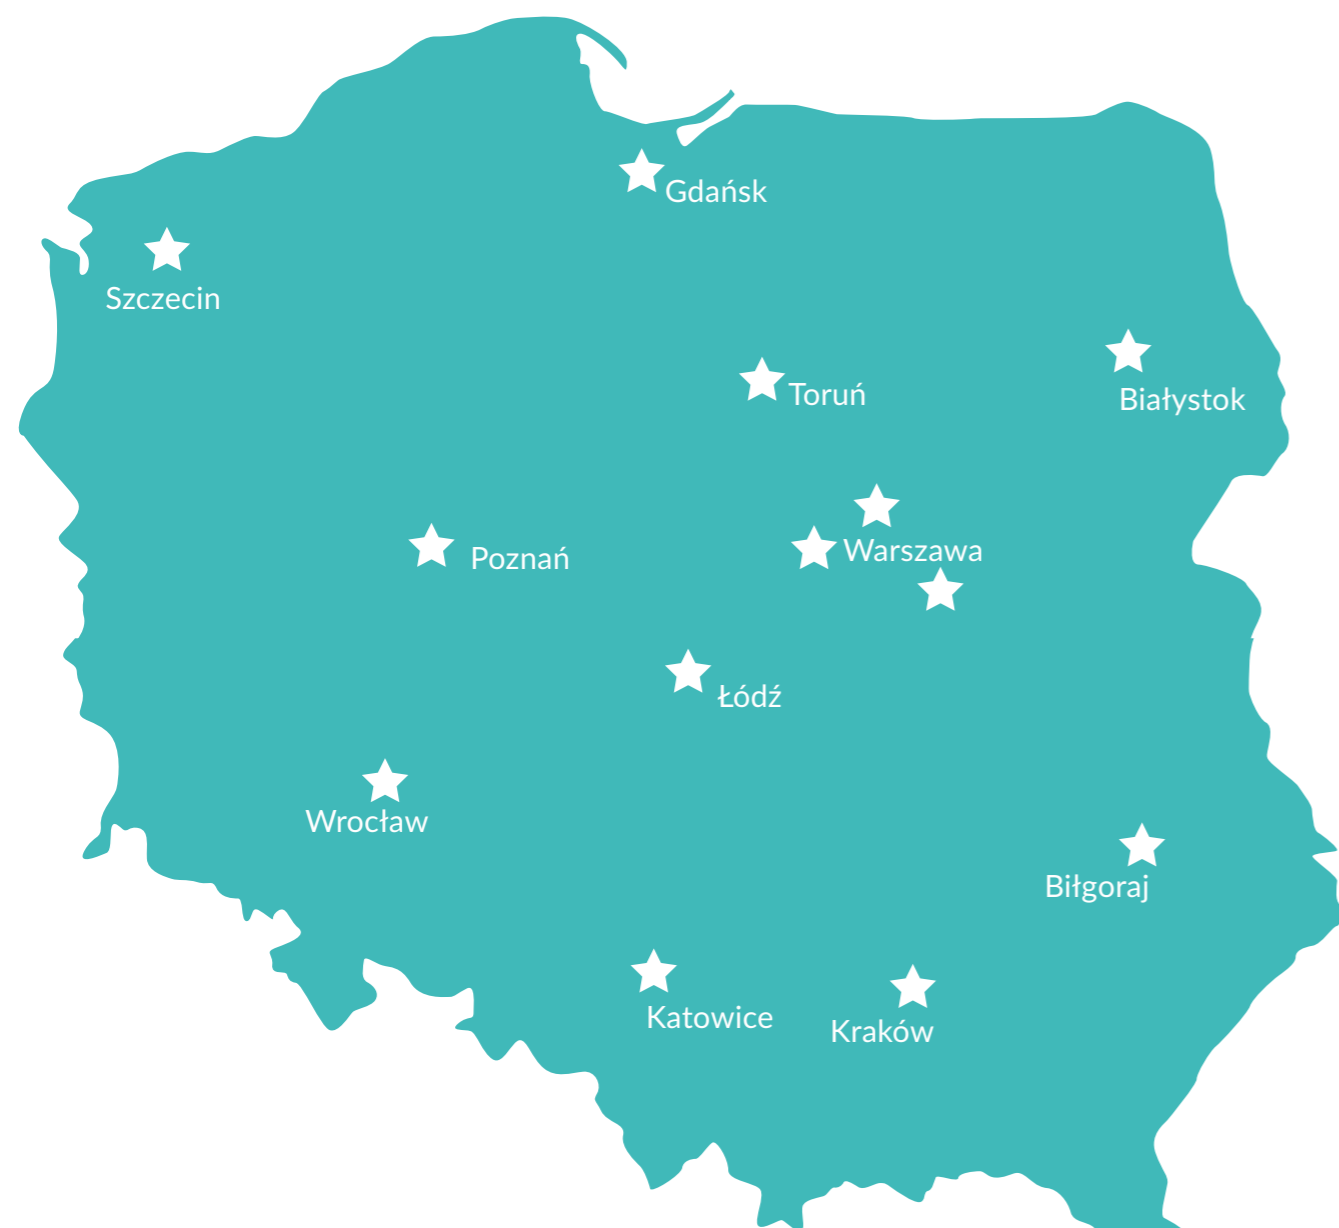 Gdańsk
Szczecin
Toruń
Białystok
Poznań
Warszawa
Łódź
Wrocław
Biłgoraj
Katowice
Kraków